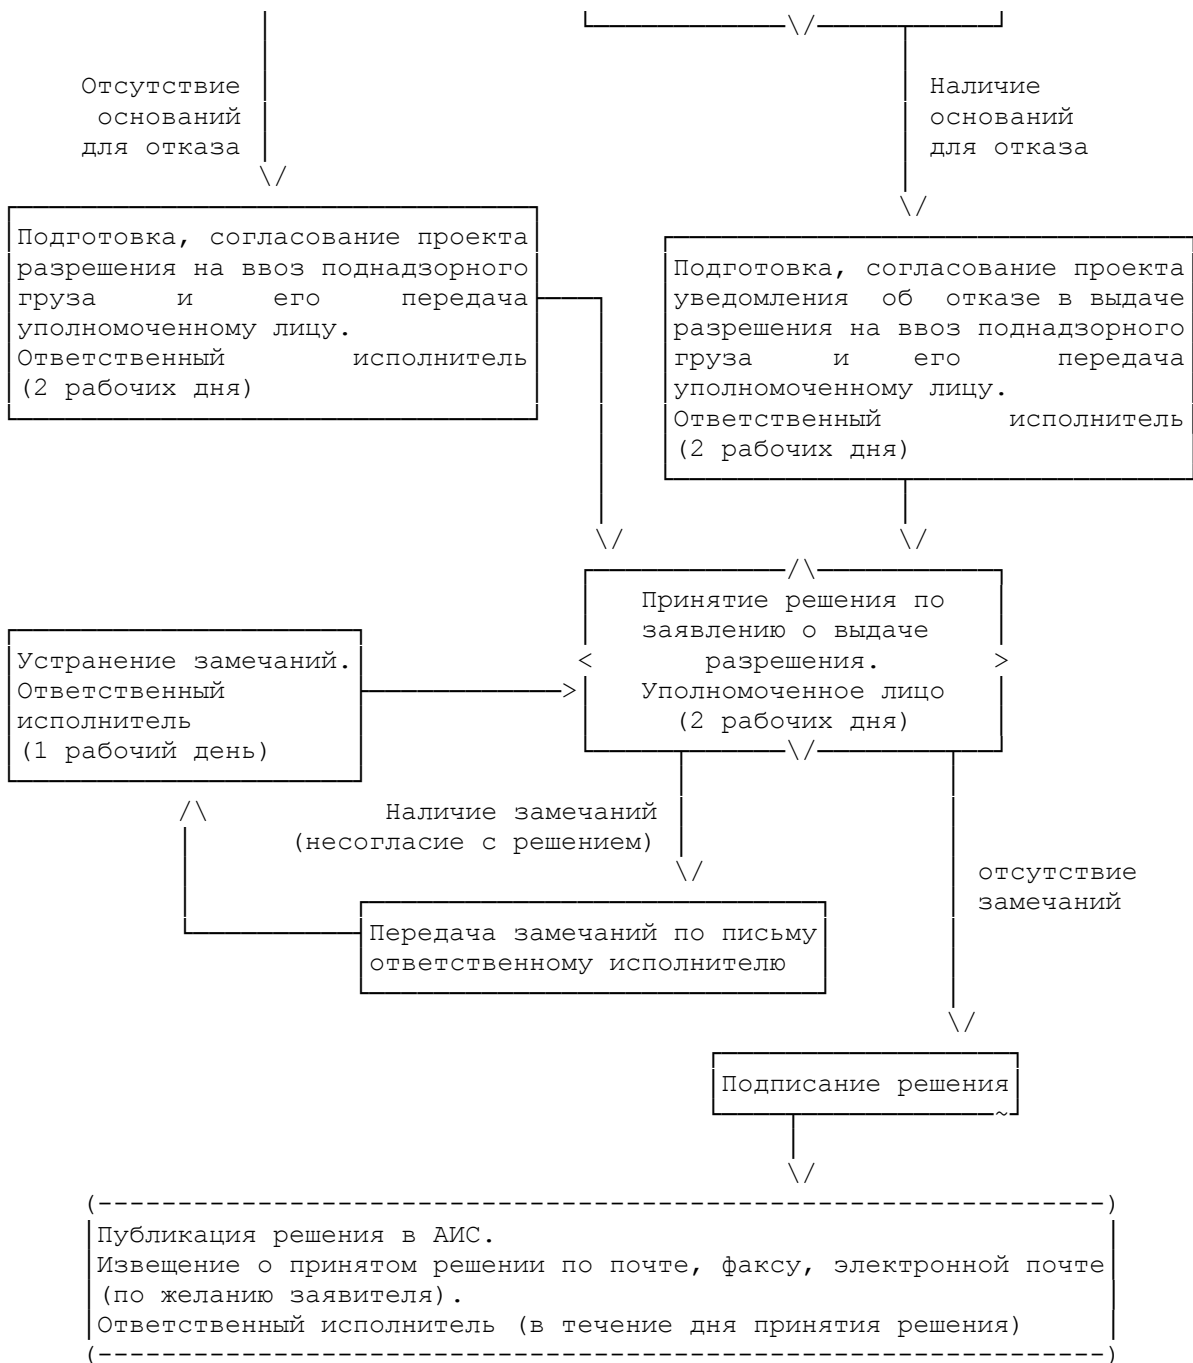 Отсутствие
оснований
для отказа
Наличие
оснований
для отказа
Подготовка, согласование проекта
разрешения на ввоз поднадзорного
груза и его передача
уполномоченному лицу.
Ответственный исполнитель
(2 рабочих дня)
Подготовка, согласование проекта
уведомления об отказе в выдаче
разрешения на ввоз поднадзорного
груза и его передача
уполномоченному лицу.
Ответственный исполнитель
(2 рабочих дня)
Принятие решения по
заявлению о выдаче
разрешения.
Уполномоченное лицо
(2 рабочих дня)
Устранение замечаний.
Ответственный
исполнитель
(1 рабочий день)
Наличие замечаний
(несогласие с решением)
отсутствие
замечаний
Передача замечаний по письму
ответственному исполнителю
Подписание решения
Публикация решения в АИС.
Извещение о принятом решении по почте, факсу, электронной почте
(по желанию заявителя).
Ответственный исполнитель (в течение дня принятия решения)